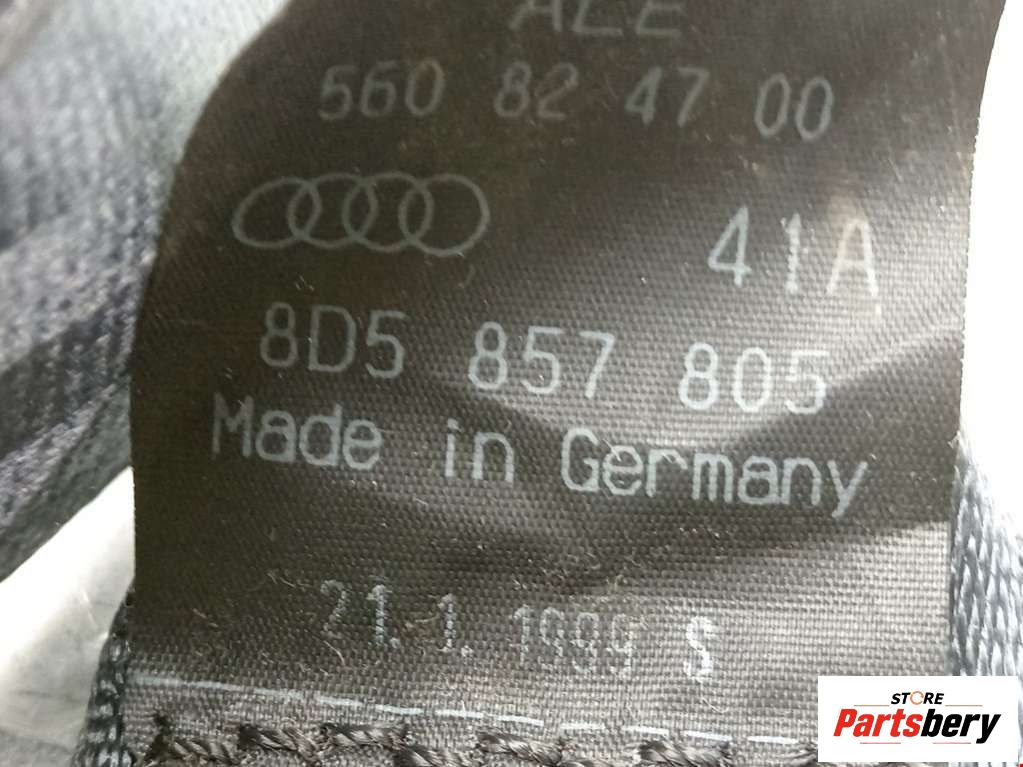 560 82 47 00
41A
8D5 857 805
Made in Germany
21. 1. 1999 S
STORE
Partsbery